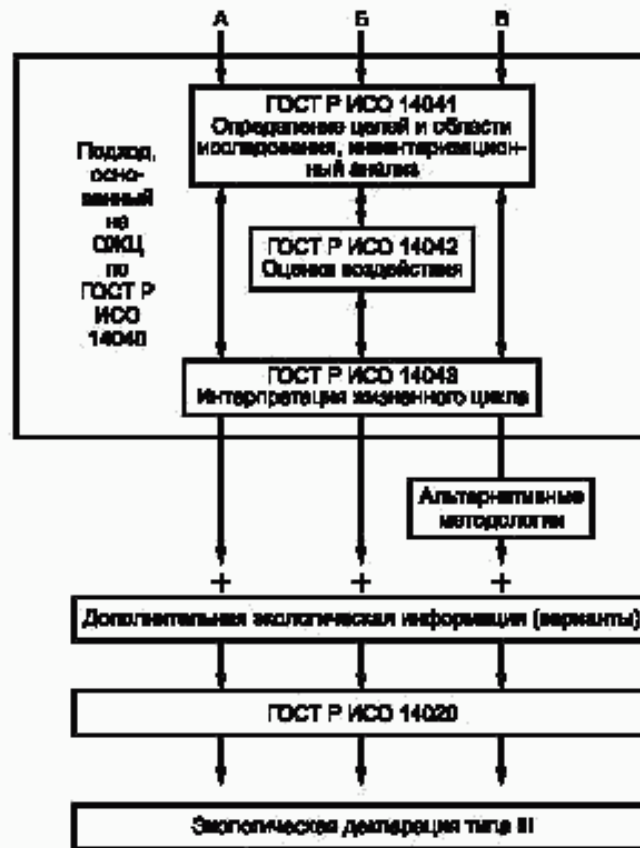 А Б В
ГОСТ Р ИСО 14041
Определение целей и области
исследования, инвентаризацион-
ный анализ
Подход,
осно-
ванный
на
ОЖЦ
по
ГОСТ Р
ИСО
14040
ГОСТ Р ИСО 14042
Оценка воздействия
ГОСТ Р ИСО 14043
Интерпретация жизненного цикла
Альтернативные
методологии
+ + +
Дополнительная экологическая информация (варианты)
ГОСТ Р ИСО 14020
Экологическая декларация типа III